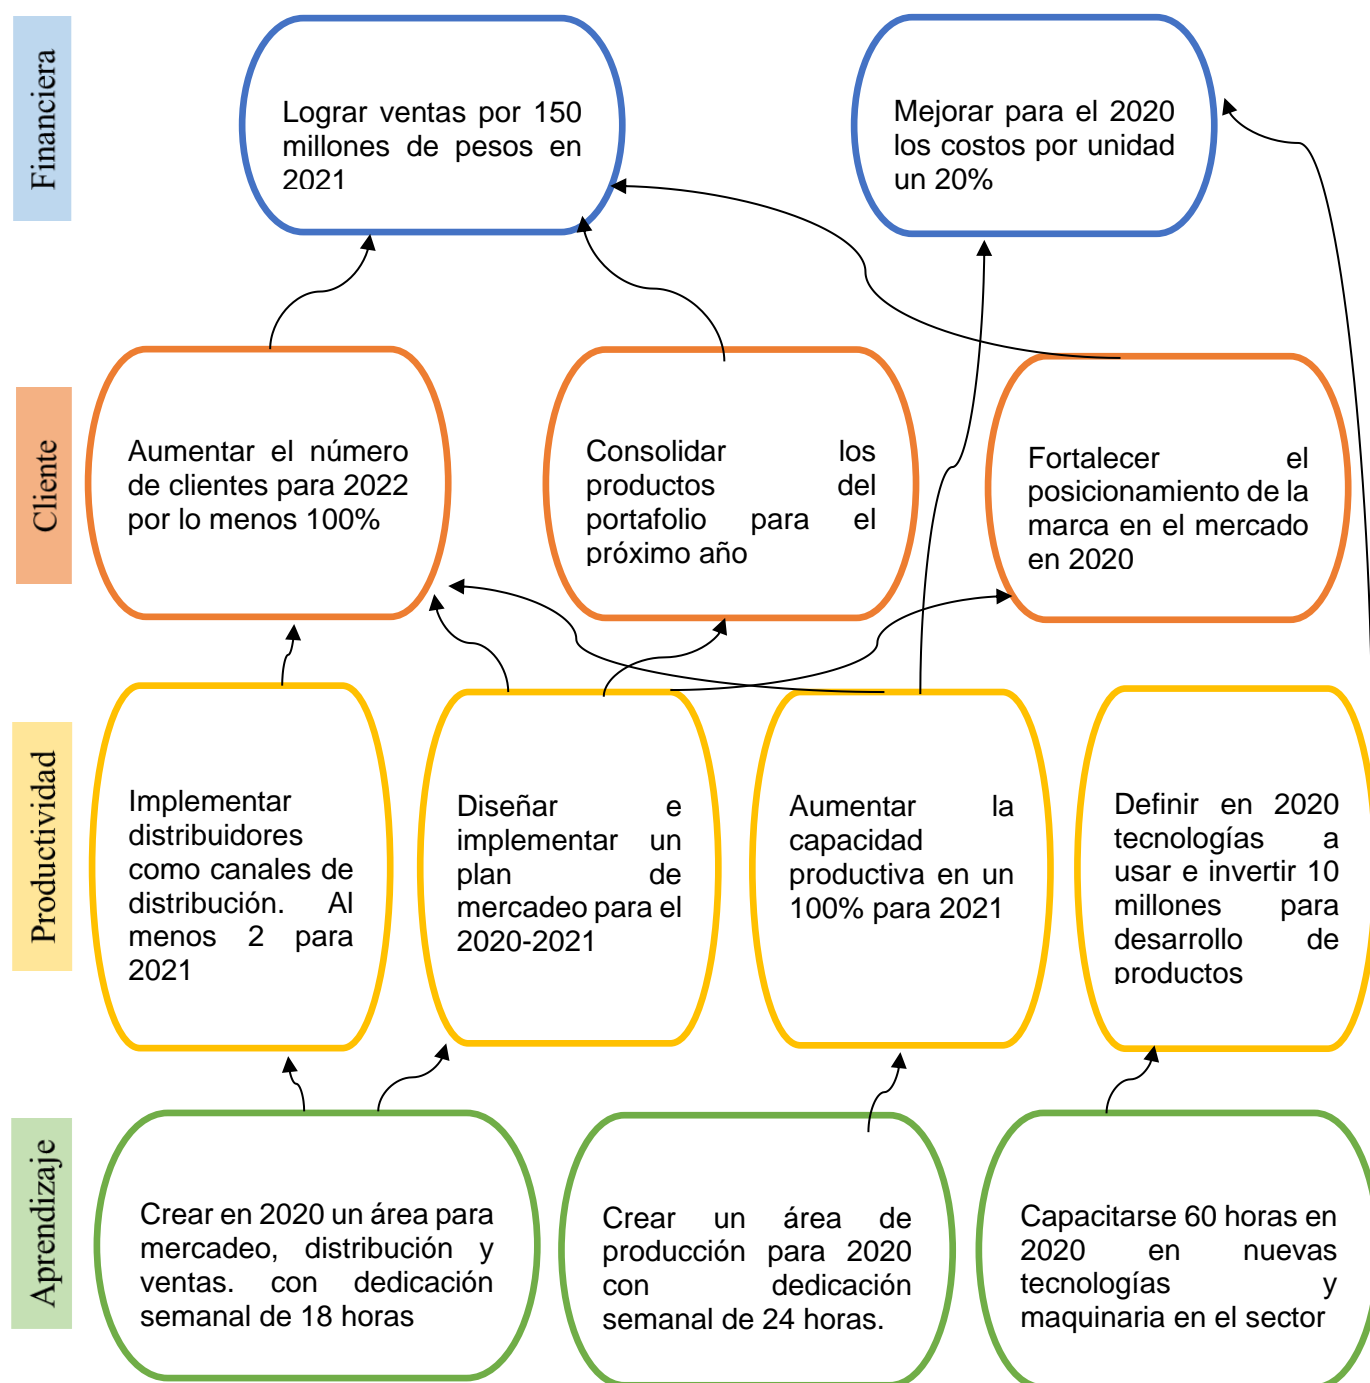 Financiera
Lograr ventas por 150
millones de pesos en
2021
Mejorar para el 2020
los costos por unidad
un 20%
Cliente
Aumentar el número
de clientes para 2022
por lo menos 100%
Consolidar los
productos del
portafolio para el
próximo año
Fortalecer el
posicionamiento de la
marca en el mercado
en 2020
Productividad
Implementar
distribuidores
como canales de
distribución. Al
menos 2 para
2021
Diseñar e
implementar un
plan de
mercadeo para el
2020-2021
Aumentar la
capacidad
productiva en un
100% para 2021
Definir en 2020
tecnologías a
usar e invertir 10
millones para
desarrollo de
productos
Aprendizaje
Crear en 2020 un área para
mercadeo, distribución y
ventas. con dedicación
semanal de 18 horas
Crear un área de
producción para 2020
con dedicación
semanal de 24 horas.
Capacitarse 60 horas en
2020 en nuevas
tecnologías y
maquinaria en el sector